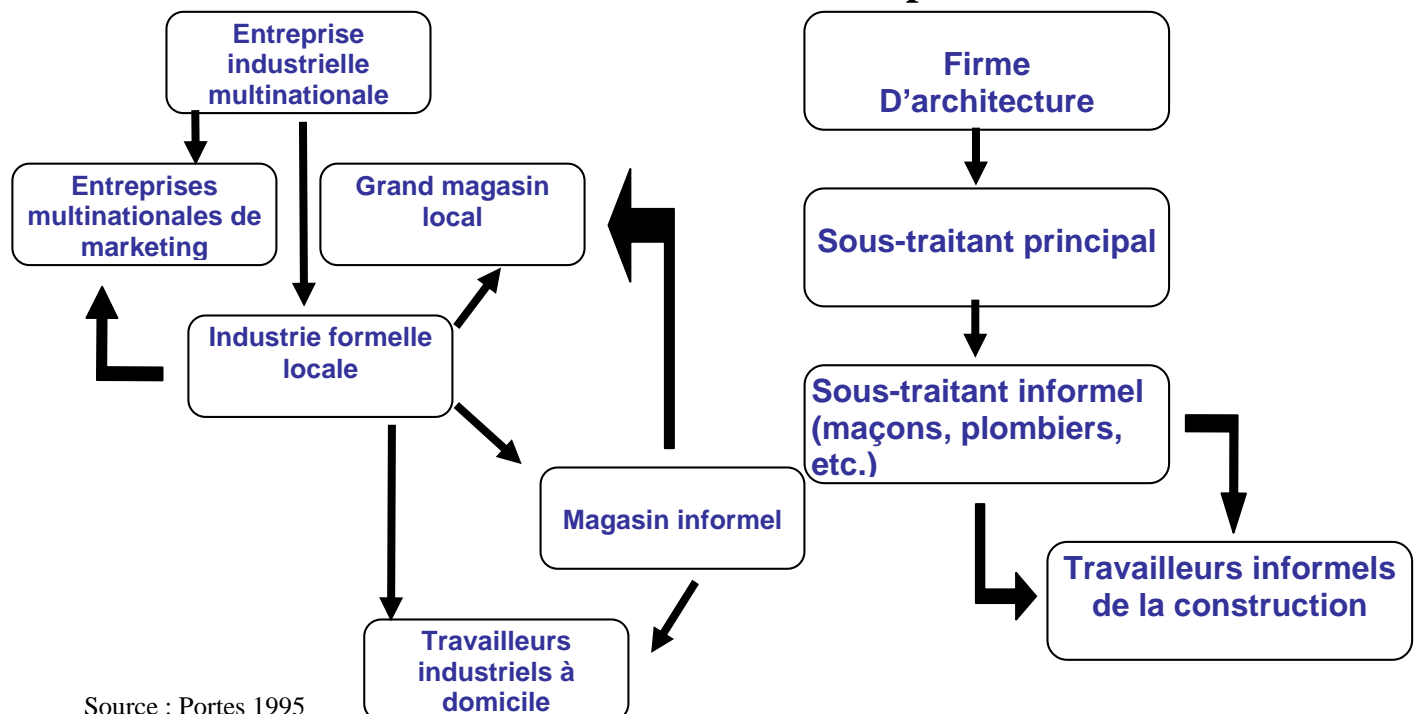 Entreprise
industrielle
multinationale
Entreprises
multinationales de
marketing
Grand magasin
local
Industrie formelle
locale
Magasin informel
Travailleurs
industriels à
domicile
Source : Portes 1995
Firme
D’architecture
Sous-traitant principal
Sous-traitant informel
(maçons, plombiers,
etc.)
Travailleurs informels
de la construction